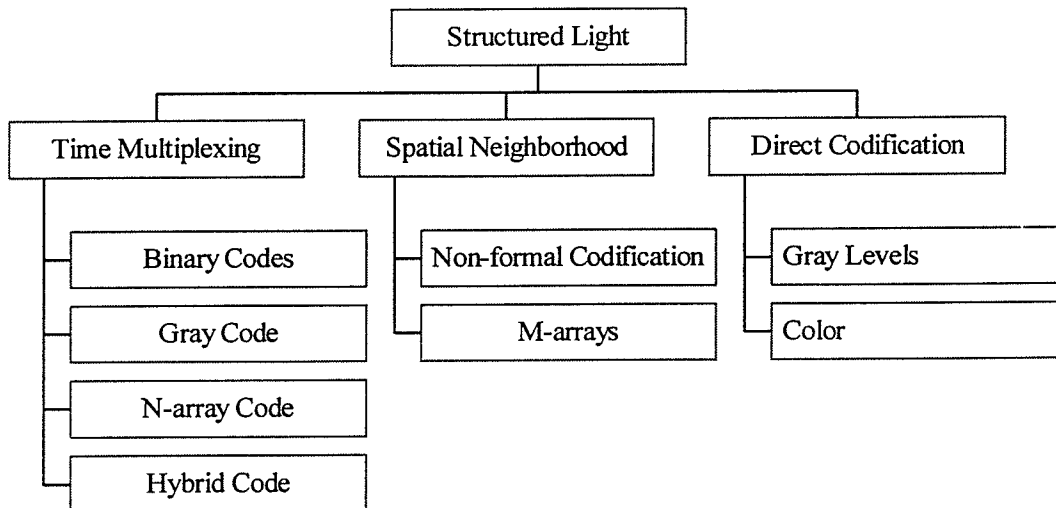 Structured Light
Time Multiplexing
Spatial Neighborhood
Direct Codification
Binary Codes
Gray Code
N-array Code
Hybrid Code
Non-formal Codification
M-arrays
Gray Levels
Color